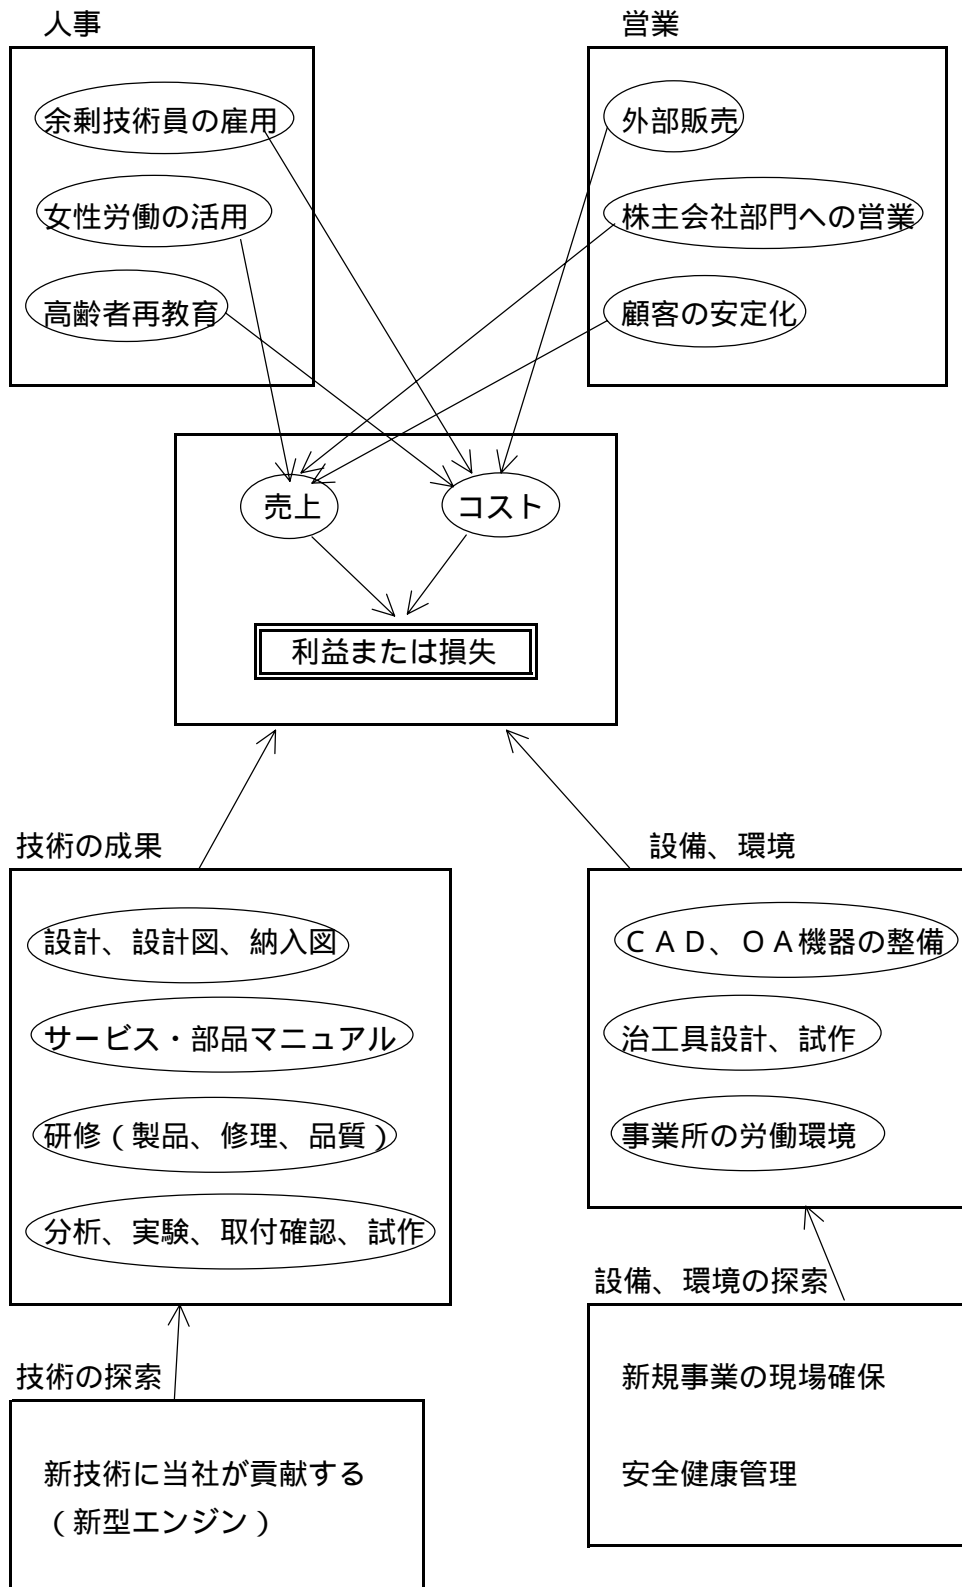 人事
余剰技術員の雇用
女性労働の活用
高齢者再教育
営業
外部販売
株主会社部門への営業
顧客の安定化
売上
コスト
利益または損失
技術の成果
設計、設計図、納入図
サービス・部品マニュアル
研修（製品、修理、品質）
分析、実験、取付確認、試作
設備、環境
ＣＡＤ、ＯＡ機器の整備
治工具設計、試作
事業所の労働環境
技術の探索
新技術に当社が貢献する
（新型エンジン）
設備、環境の探索
新規事業の現場確保
安全健康管理